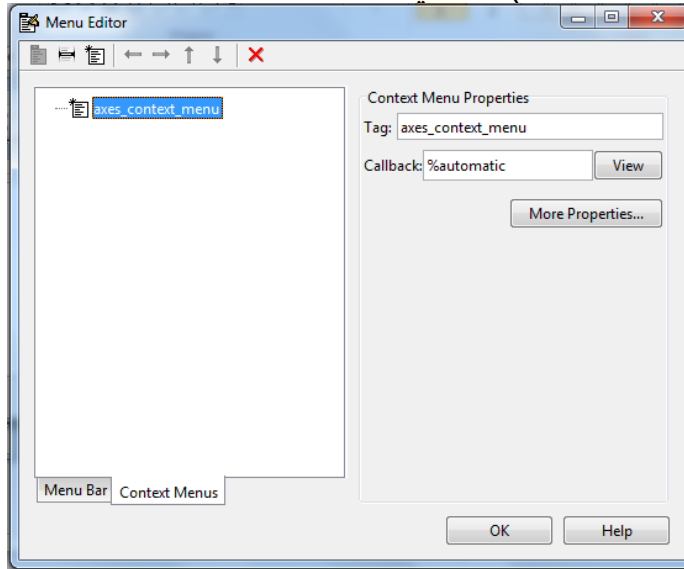 Menu Editor
axes_context_menu
Context Menu Properties
Tag: axes_context_menu
Callback: %automatic View
More Properties...
Menu Bar Context Menus
OK Help